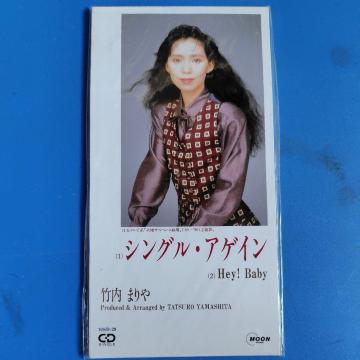 (1) シングル・アゲイン
(2) Hey! Baby
竹内 まりや
Produced & Arranged by TATSURO YAMASHITA
CD
MOON